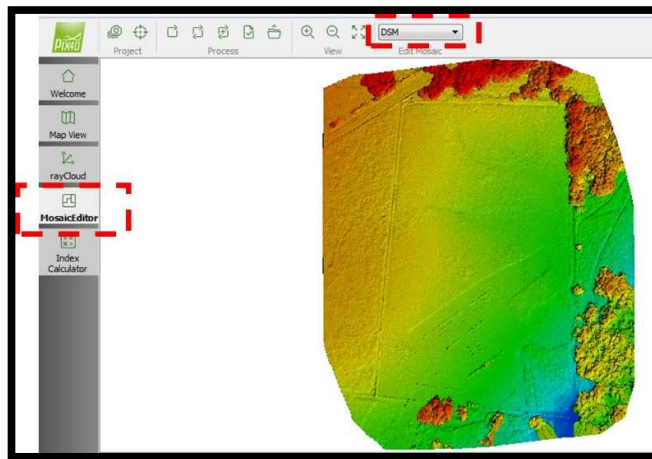 PIX4D
Project
Process
View
DSM
Edit Mosaic
Welcome
Map View
rayCloud
MosaicEditor
Index
Calculator